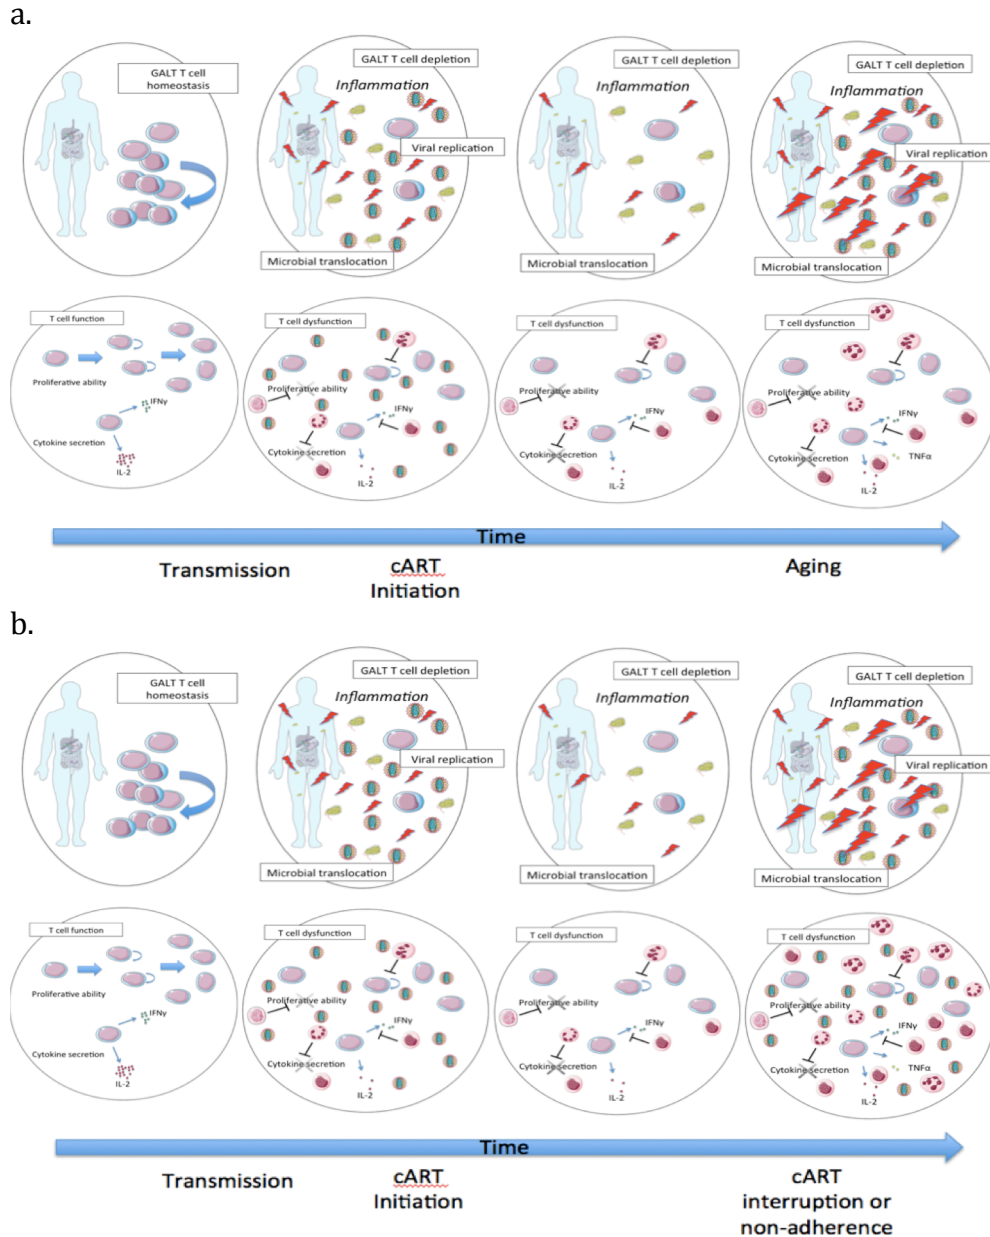 a.
GALT T cell
homeostasis
GALT T cell depletion
Inflammation
Viral replication
Microbial translocation
GALT T cell depletion
Inflammation
Microbial translocation
GALT T cell depletion
Inflammation
Viral replication
Microbial translocation
T cell function
Proliferative ability
IFNγ
Cytokine secretion
IL-2
T cell dysfunction
Proliferative ability
IFNγ
Cytokine secretion
IL-2
T cell dysfunction
Proliferative ability
IFNγ
Cytokine secretion
IL-2
T cell dysfunction
Proliferative ability
IFNγ
Cytokine secretion
TNFα
IL-2
Time
Transmission
cART
Initiation
Aging
b.
GALT T cell
homeostasis
GALT T cell depletion
Inflammation
Viral replication
Microbial translocation
GALT T cell depletion
Inflammation
Microbial translocation
GALT T cell depletion
Inflammation
Viral replication
Microbial translocation
T cell function
Proliferative ability
IFNγ
Cytokine secretion
IL-2
T cell dysfunction
Proliferative ability
IFNγ
Cytokine secretion
IL-2
T cell dysfunction
Proliferative ability
IFNγ
Cytokine secretion
IL-2
T cell dysfunction
Proliferative ability
IFNγ
Cytokine secretion
TNFα
IL-2
Time
Transmission
cART
Initiation
cART
interruption or
non-adherence